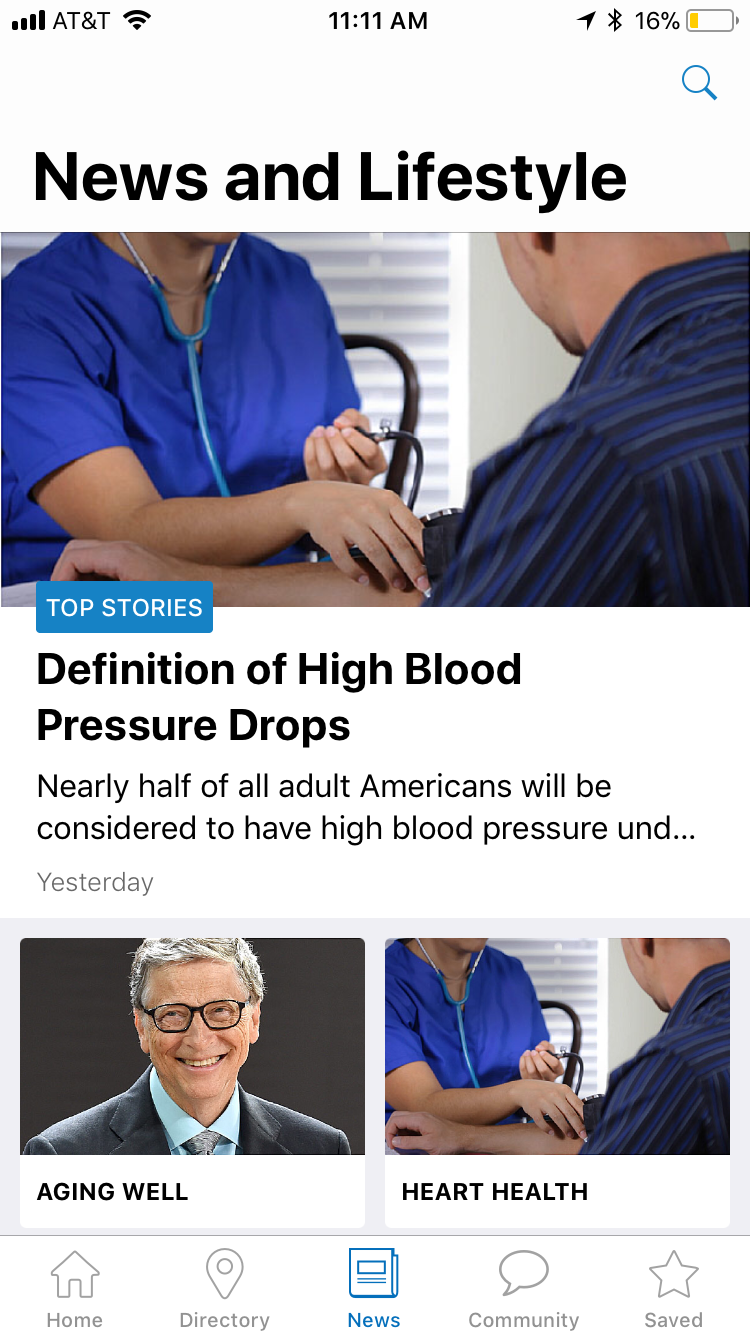 AT&T 11:11 AM 16%
News and Lifestyle
TOP STORIES
Definition of High Blood
Pressure Drops
Nearly half of all adult Americans will be
considered to have high blood pressure und...
Yesterday
AGING WELL HEART HEALTH
Home Directory News Community Saved